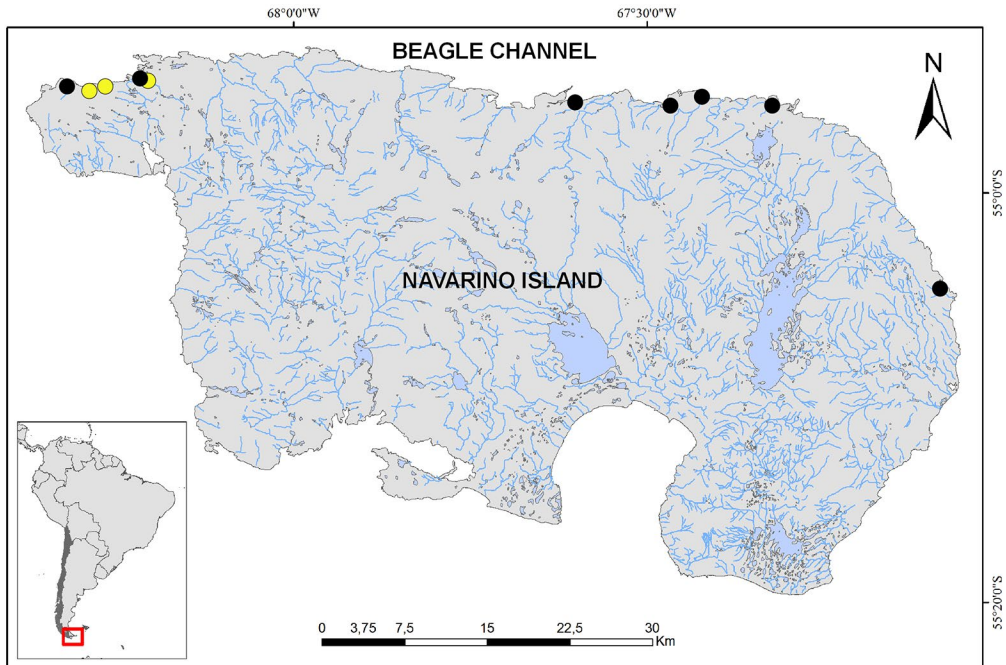 68°0'0"W
67°30'0"W
BEAGLE CHANNEL
N
55°0'0"S
NAVARINO ISLAND
55°20'0"S
0 3,75 7,5 15 22,5 30
Km